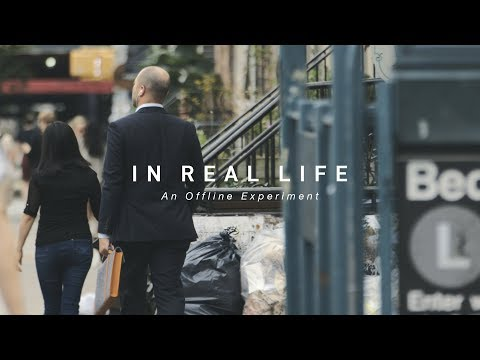 IN REAL LIFE
An Offline Experiment
Bed
L
Enter w